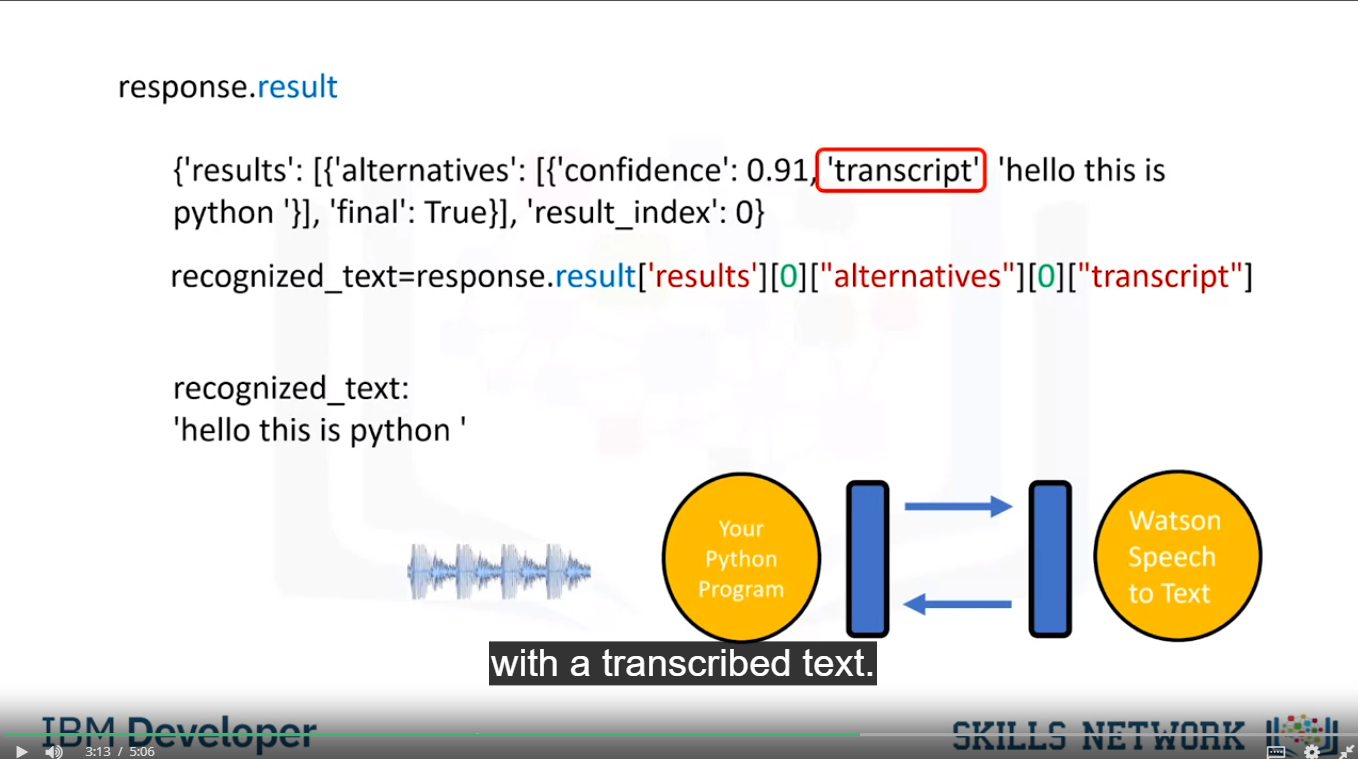 response.result
{'results': [{'alternatives': [{'confidence': 0.91, 'transcript' 'hello this is
python '}], 'final': True}], 'result_index': 0}
recognized_text=response.result['results'][0]["alternatives"][0]["transcript"]
recognized_text:
'hello this is python '
Your
Python
Program
Watson
Speech
to Text
with a transcribed text.
IBM Developer
SKILLS NETWORK
3:13 / 5:06